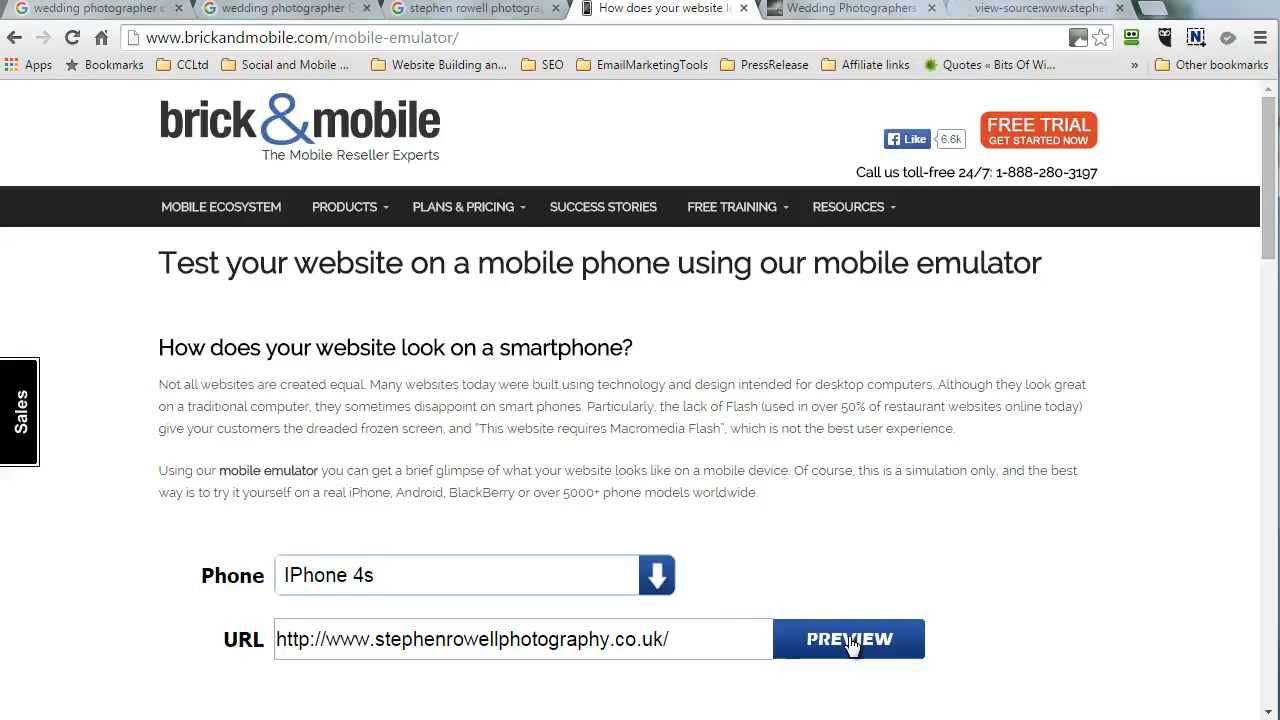 wedding photographer c
wedding photographer C
stephen rowell photograp
How does your website l
Wedding Photographers
view-source:www.stephe
www.brickandmobile.com/mobile-emulator/
Apps
Bookmarks
CCLtd
Social and Mobile ...
Website Building an...
SEO
EmailMarketingTools
PressRelease
Affiliate links
Quotes « Bits Of Wi...
»
Other bookmarks
brick&mobile
The Mobile Reseller Experts
Like
6.6k
FREE TRIAL
GET STARTED NOW
Call us toll-free 24/7: 1-888-280-3197
MOBILE ECOSYSTEM
PRODUCTS
PLANS & PRICING
SUCCESS STORIES
FREE TRAINING
RESOURCES
Test your website on a mobile phone using our mobile emulator
How does your website look on a smartphone?
Not all websites are created equal. Many websites today were built using technology and design intended for desktop computers. Although they look great
on a traditional computer, they sometimes disappoint on smart phones. Particularly, the lack of Flash (used in over 50% of restaurant websites online today)
give your customers the dreaded frozen screen, and “This website requires Macromedia Flash”, which is not the best user experience.
Using our mobile emulator you can get a brief glimpse of what your website looks like on a mobile device. Of course, this is a simulation only, and the best
way is to try it yourself on a real iPhone, Android, BlackBerry or over 5000+ phone models worldwide.
Sales
Phone
IPhone 4s
URL
http://www.stephenrowellphotography.co.uk/
PREVIEW